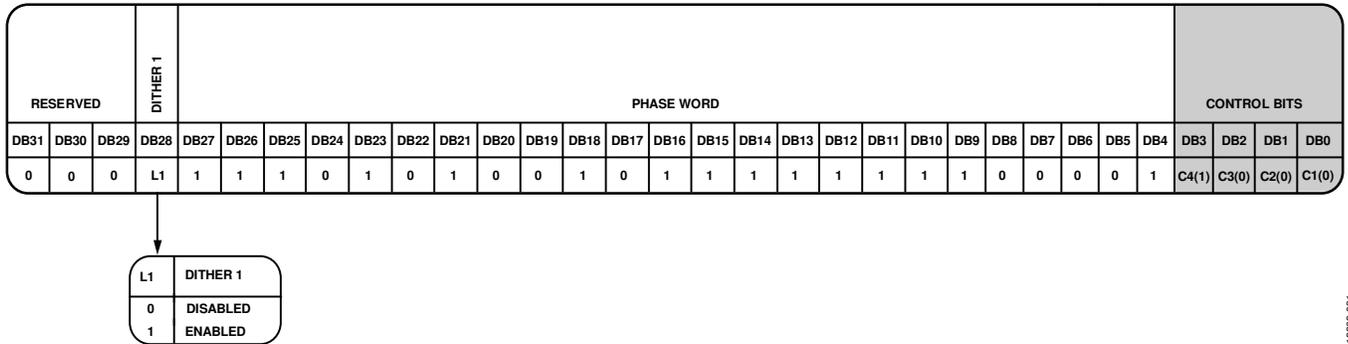 RESERVED DITHER 1 PHASE WORD CONTROL BITS
DB31 DB30 DB29 DB28 DB27 DB26 DB25 DB24 DB23 DB22 DB21 DB20 DB19 DB18 DB17 DB16 DB15 DB14 DB13 DB12 DB11 DB10 DB9 DB8 DB7 DB6 DB5 DB4 DB3 DB2 DB1 DB0
0 0 0 L1 1 1 1 0 1 0 1 0 0 1 0 1 1 1 1 1 1 1 1 0 0 0 0 1 C4(1) C3(0) C2(0) C1(0)
L1 DITHER 1
0 DISABLED
1 ENABLED